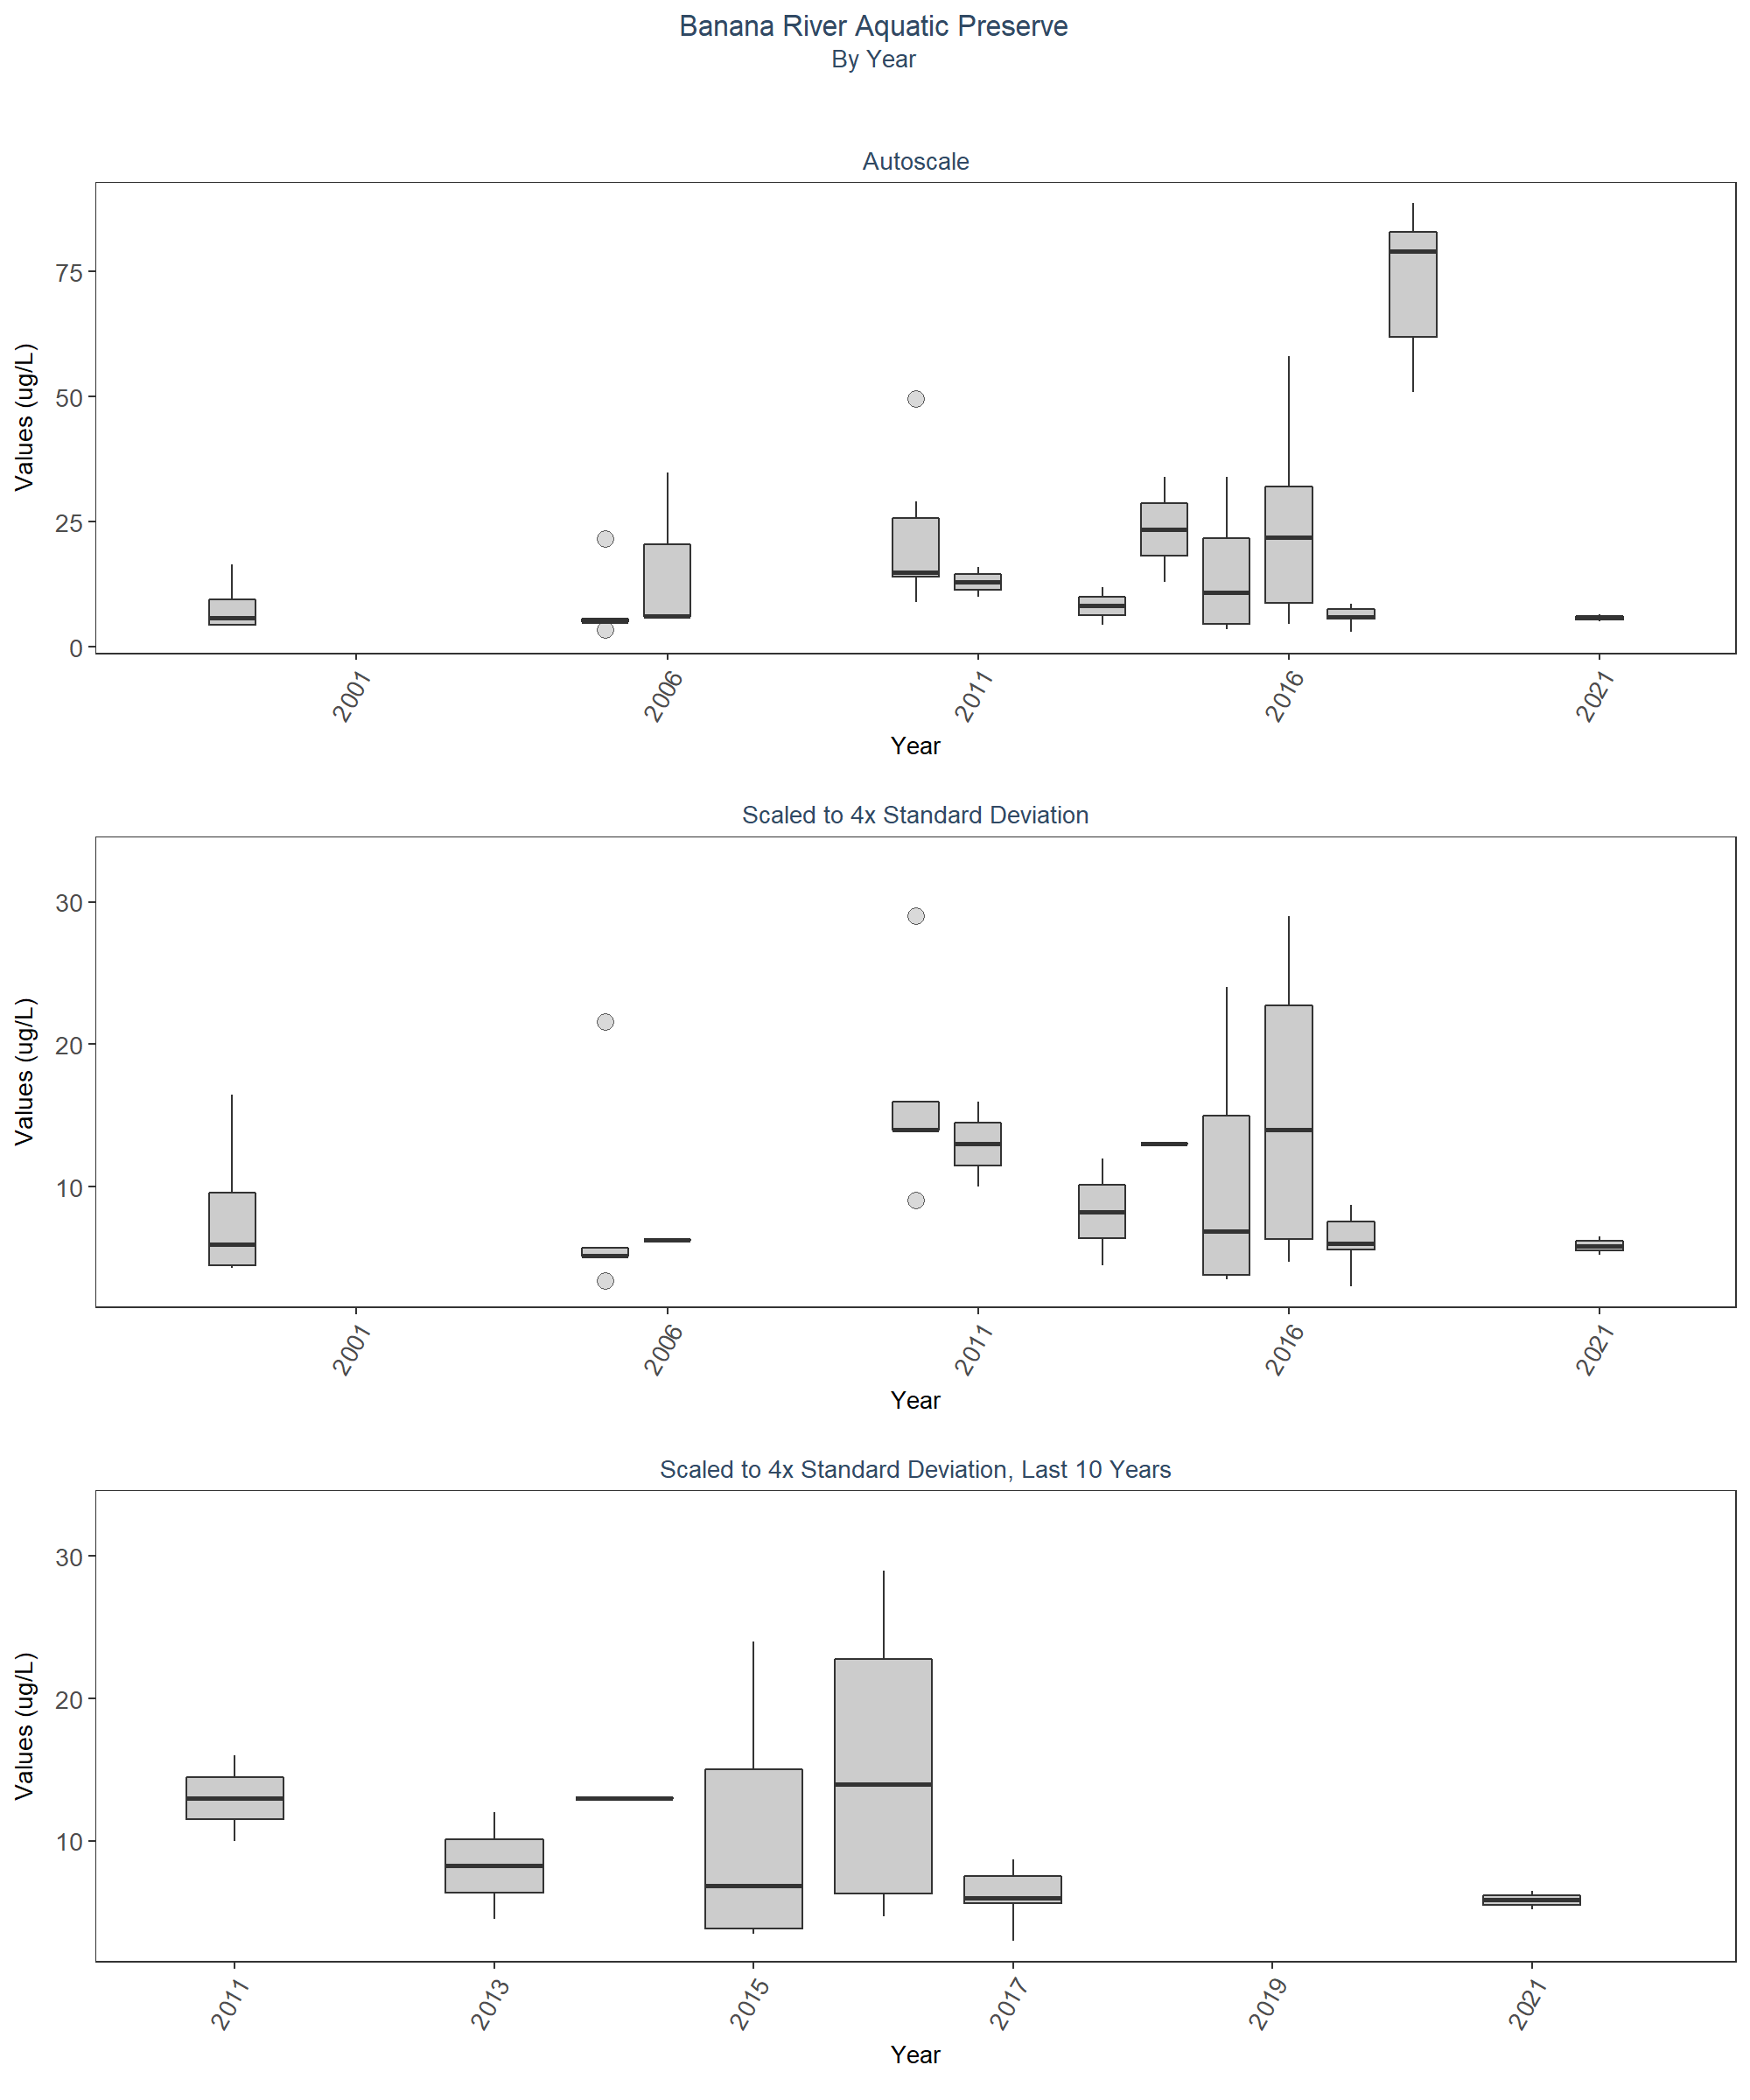 Banana River Aquatic Preserve
By Year
Autoscale
Values (ug/L)
75
50
25
0
2001
2006
2011
2016
2021
Year
Scaled to 4x Standard Deviation
Values (ug/L)
30
20
10
2001
2006
2011
2016
2021
Year
Scaled to 4x Standard Deviation, Last 10 Years
Values (ug/L)
30
20
10
2011
2013
2015
2017
2019
2021
Year